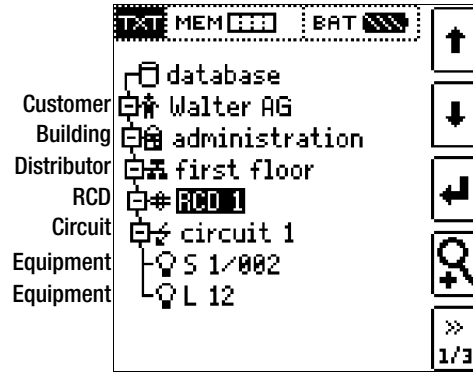 TXT MEM BAT
database
Customer Walter AG
Building administration
Distributor first floor
RCD RCD 1
Circuit circuit 1
Equipment S 1/002
Equipment L 12
»
1/3